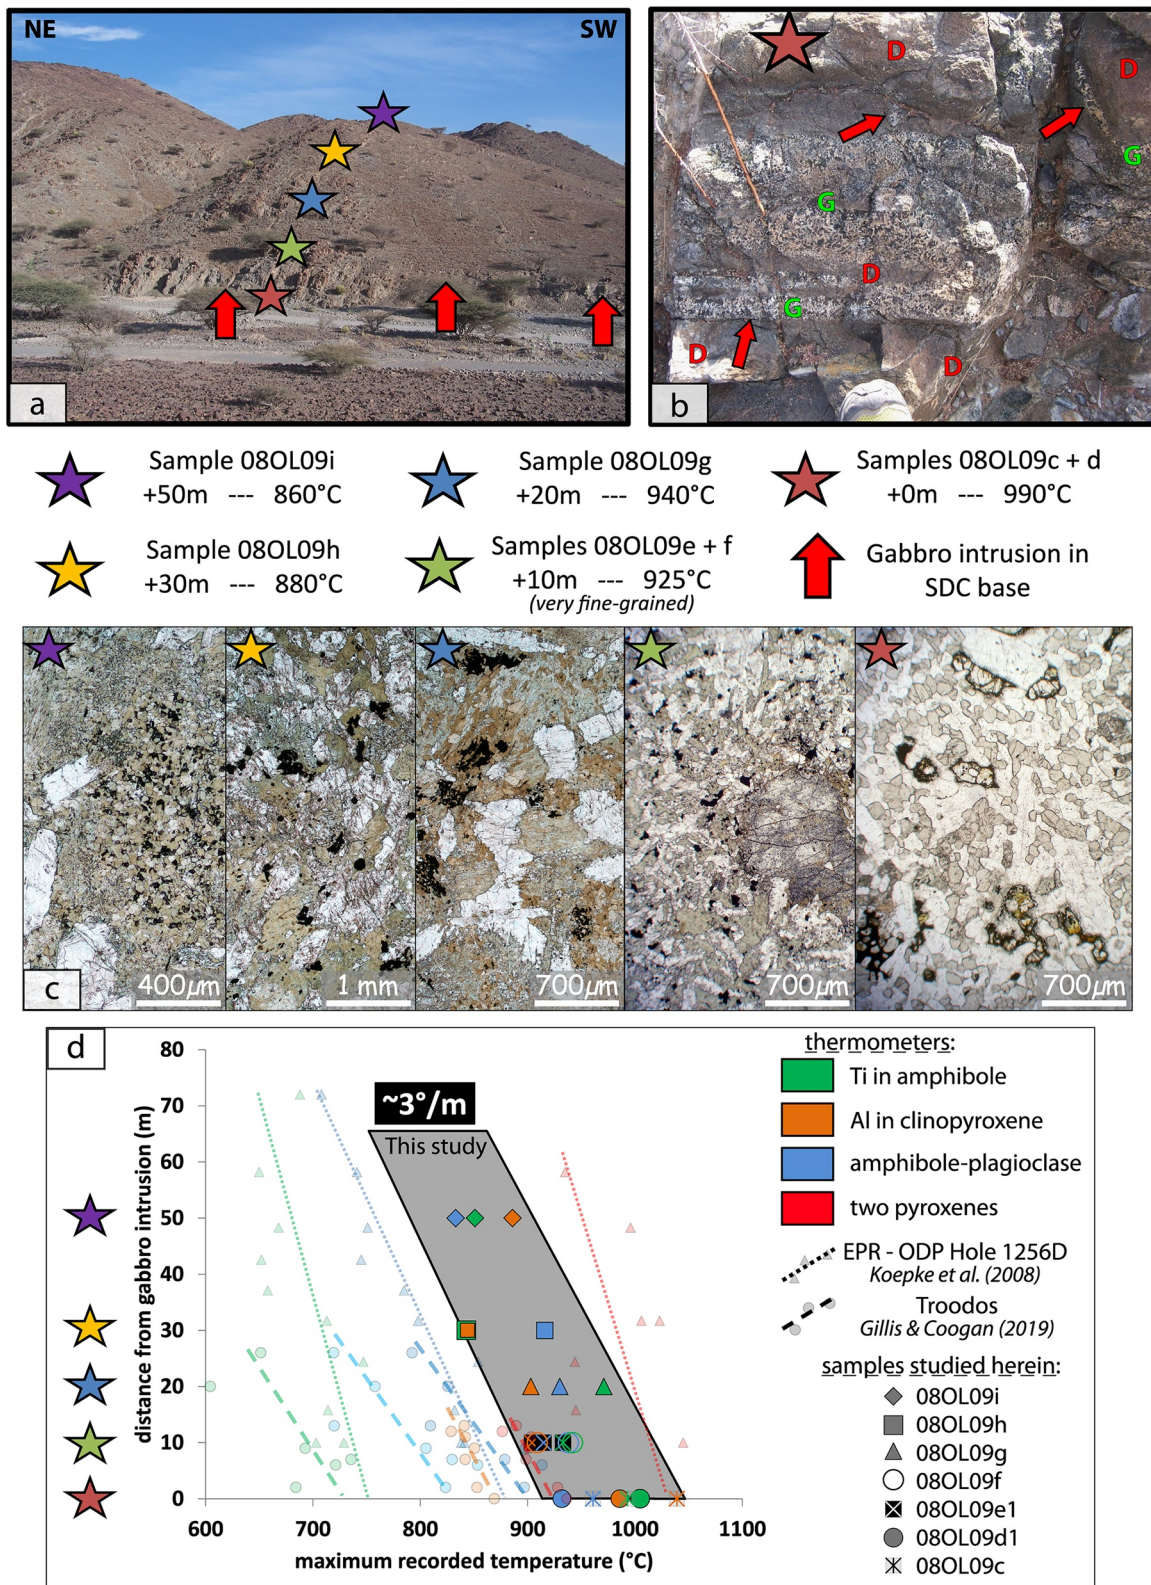 NE
SW
a
D
D
G
G
D
G
D
D
b
Sample 08OL09i
+50m --- 860°C
Sample 08OL09g
+20m --- 940°C
Samples 08OL09c + d
+0m --- 990°C
Sample 08OL09h
+30m --- 880°C
Samples 08OL09e + f
+10m --- 925°C
(very fine-grained)
Gabbro intrusion in
SDC base
c
400µm
1 mm
700µm
700µm
700µm
d
80
70
60
50
40
30
20
10
0
distance from gabbro intrusion (m)
600
700
800
900
1000
1100
maximum recorded temperature (°C)
~3°/m
This study
thermometers:
Ti in amphibole
Al in clinopyroxene
amphibole-plagioclase
two pyroxenes
EPR - ODP Hole 1256D
Koepke et al. (2008)
Troodos
Gillis & Coogan (2019)
samples studied herein:
08OL09i
08OL09h
08OL09g
08OL09f
08OL09e1
08OL09d1
08OL09c